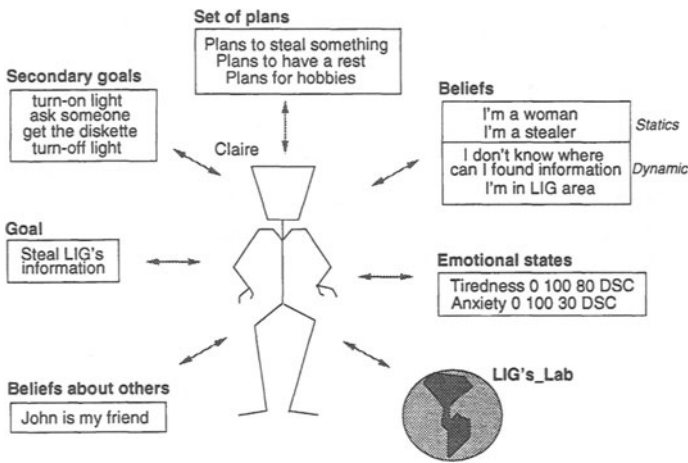 Set of plans
Plans to steal something
Plans to have a rest
Plans for hobbies
Secondary goals
turn-on light
ask someone
get the diskette
turn-off light
Claire
Beliefs
I'm a woman
I'm a stealer
Statics
I don't know where
can I found information
I'm in LIG area
Dynamic
Goal
Steal LIG's
information
Emotional states
Tiredness 0 100 80 DSC
Anxiety 0 100 30 DSC
Beliefs about others
John is my friend
LIG's_Lab